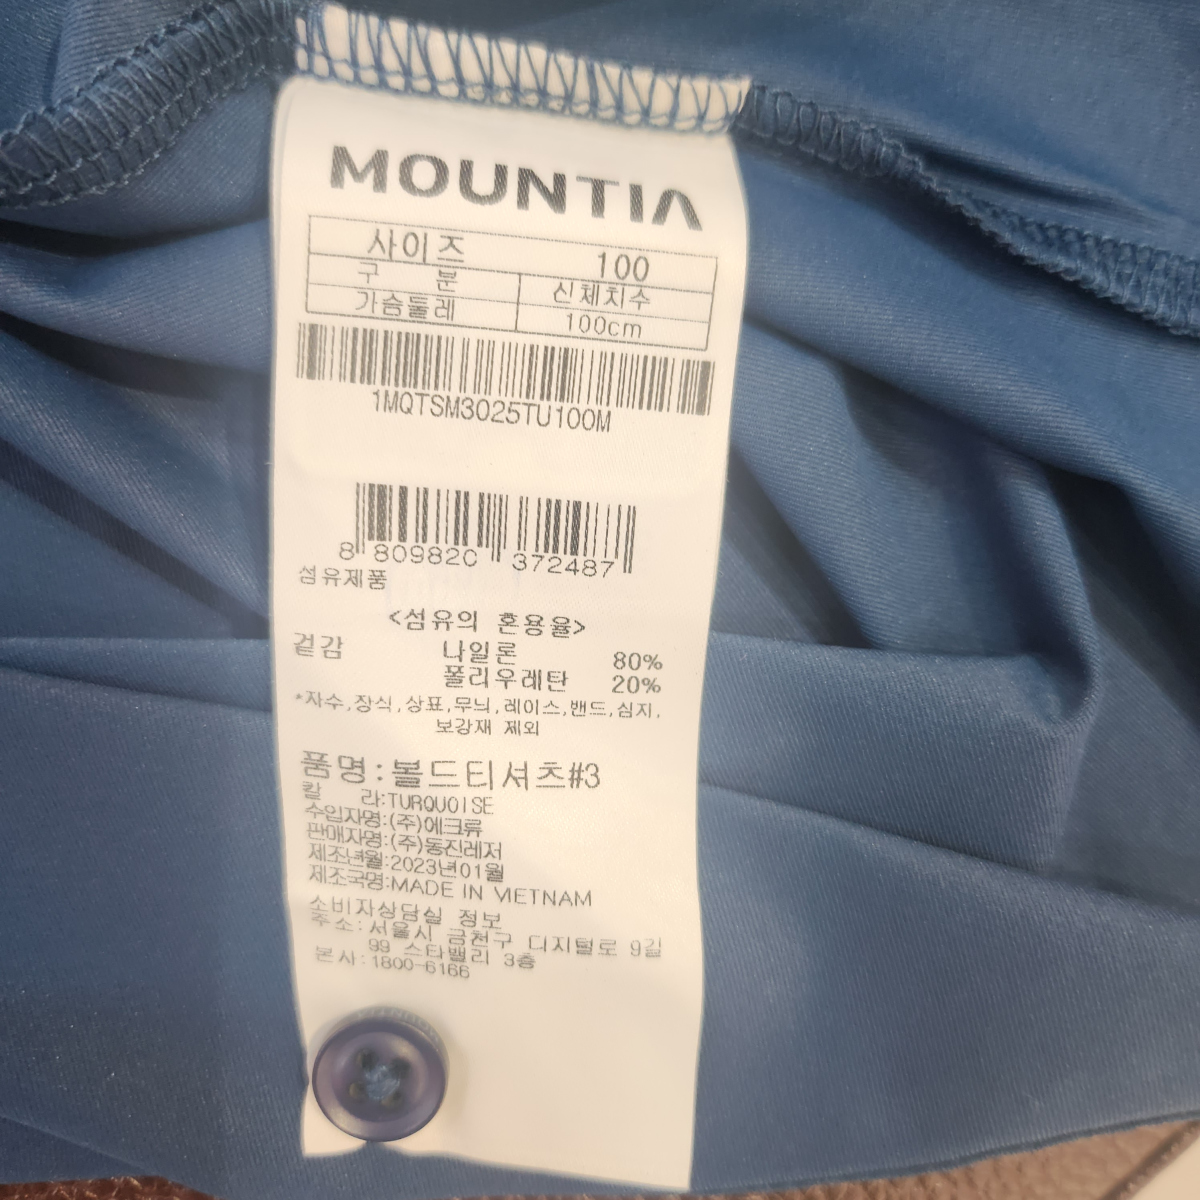 MOUNTIA
사이즈 100
구 분 신체치수
가슴둘레 100cm
1MQTSM3025TU100M
8 809820 372487
섬유제품
<섬유의 혼용율>
겉감 나일론 80%
폴리우레탄 20%
*자수,장식,상표,무늬,레이스,밴드,심지,
보강재 제외
품명:볼드티셔츠#3
칼 라:TURQUOISE
수입자명:(주)에크류
판매자명:(주)동진레저
제조년월:2023년01월
제조국명:MADE IN VIETNAM
소비자상담실 정보
주소:서울시 금천구 디지털로 9길
99 스타밸리 3층
본사:1800-6166